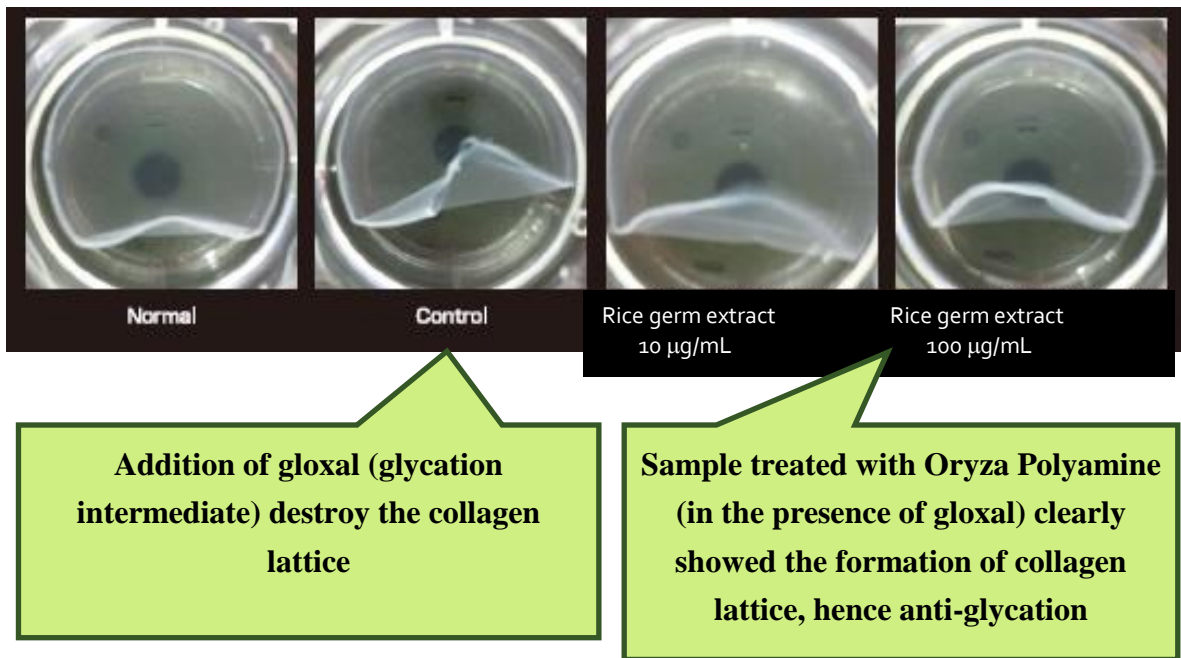 Normal
Control
Rice germ extract
10 µg/mL
Rice germ extract
100 µg/mL
Addition of gloxal (glycation
intermediate) destroy the collagen
lattice
Sample treated with Oryza Polyamine
(in the presence of gloxal) clearly
showed the formation of collagen
lattice, hence anti-glycation